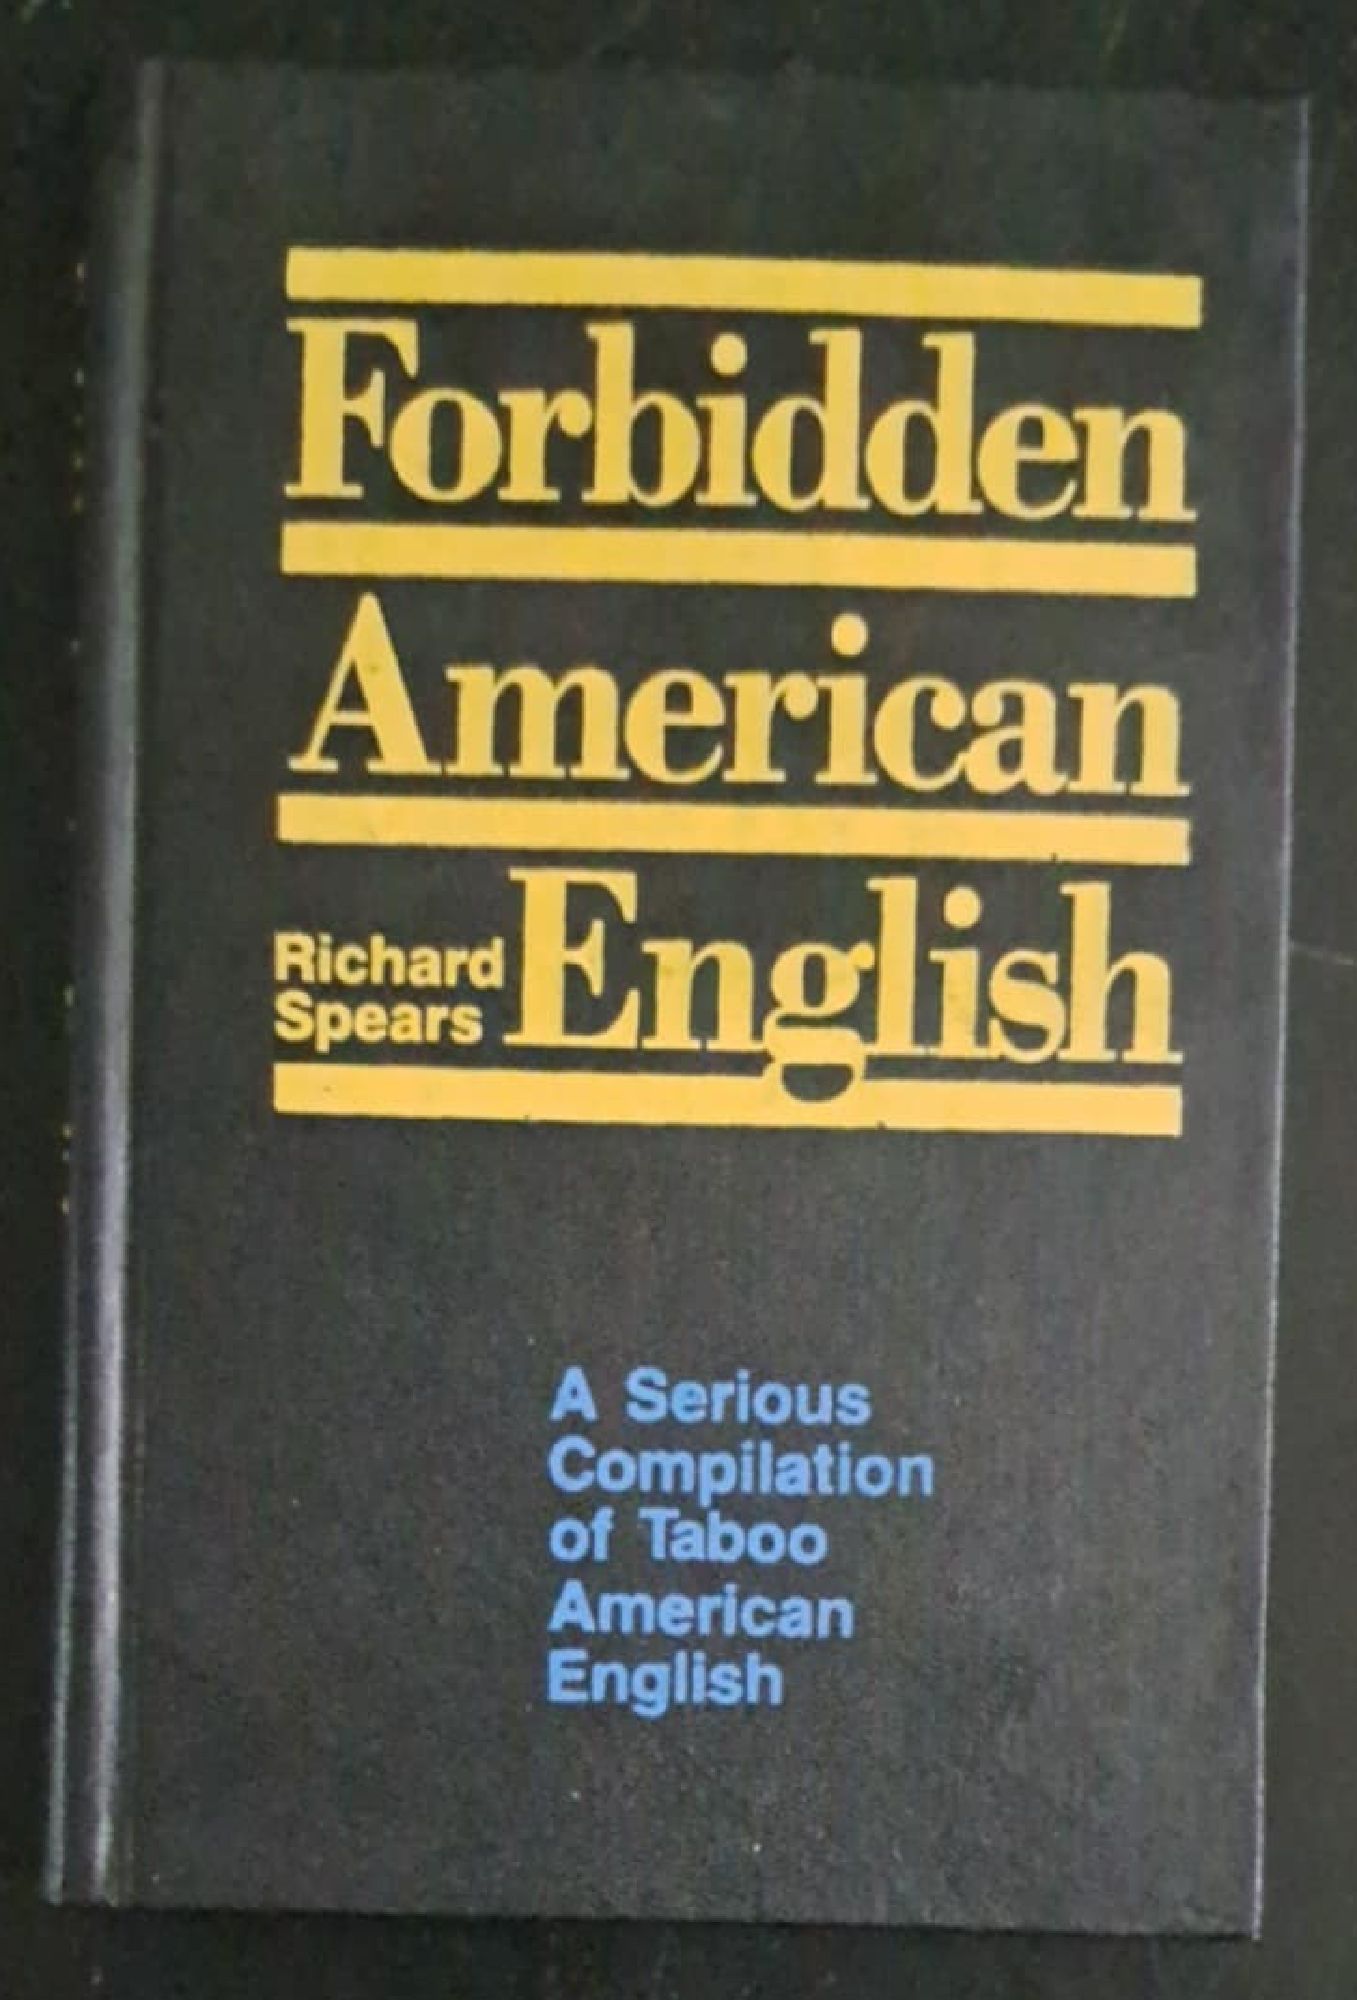 Forbidden
American
Richard
Spears
English
A Serious
Compilation
of Taboo
American
English